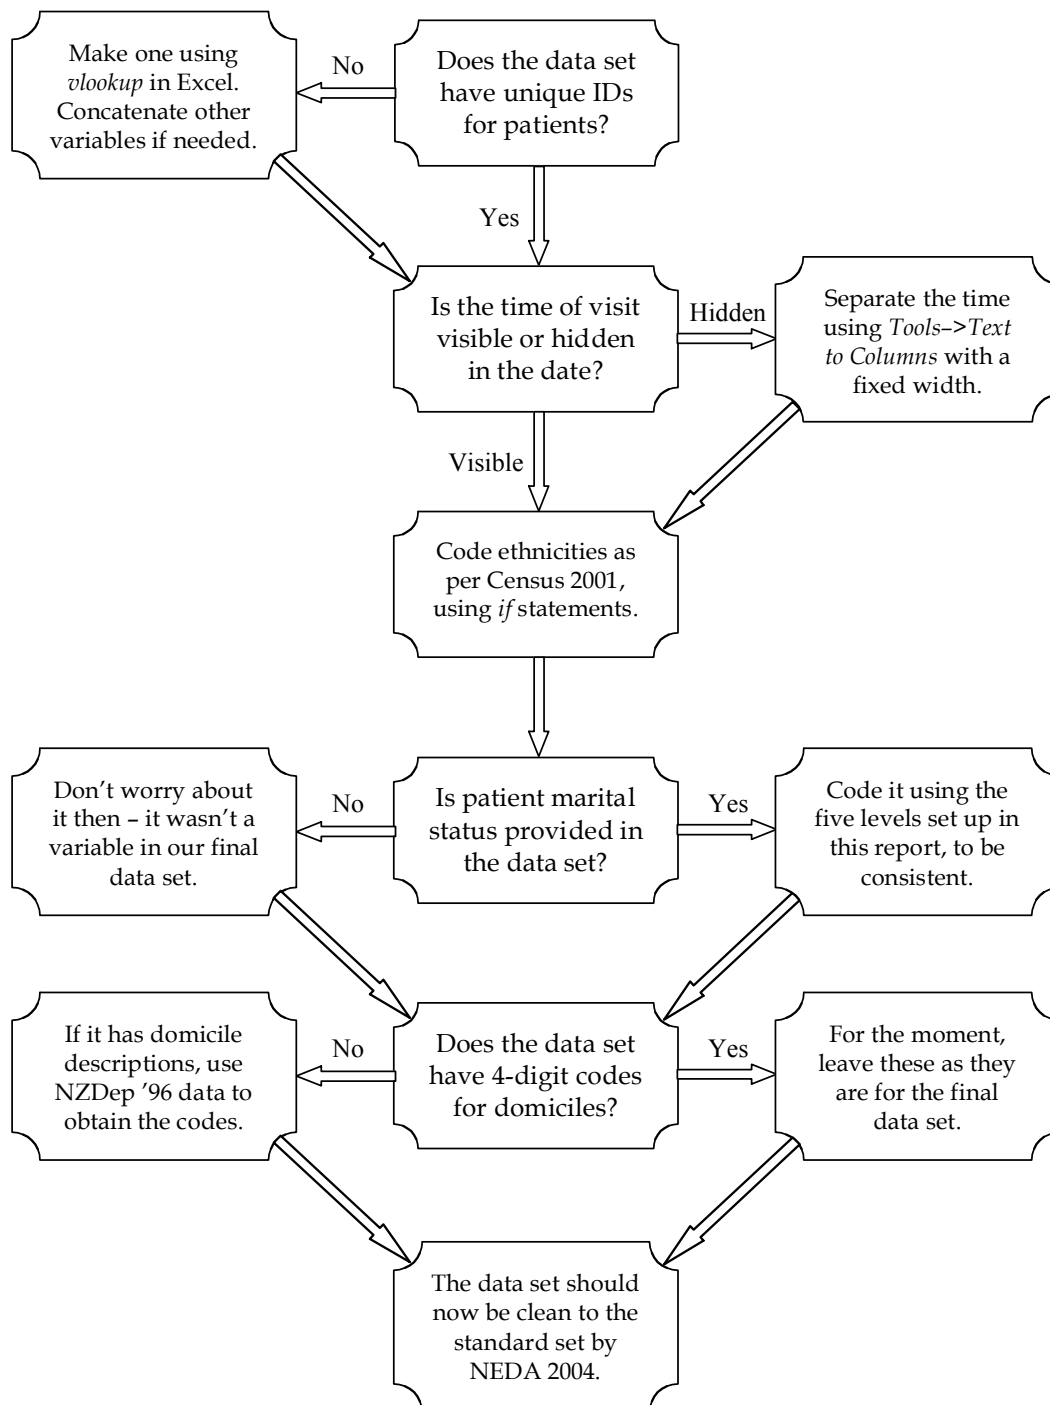 Make one using
vlookup in Excel.
Concatenate other
variables if needed.
No
Does the data set
have unique IDs
for patients?
Yes
Is the time of visit
visible or hidden
in the date?
Hidden
Separate the time
using Tools–>Text
to Columns with a
fixed width.
Visible
Code ethnicities as
per Census 2001,
using if statements.
Don’t worry about
it then – it wasn’t a
variable in our final
data set.
No
Is patient marital
status provided in
the data set?
Yes
Code it using the
five levels set up in
this report, to be
consistent.
If it has domicile
descriptions, use
NZDep ’96 data to
obtain the codes.
No
Does the data set
have 4-digit codes
for domiciles?
Yes
For the moment,
leave these as they
are for the final
data set.
The data set should
now be clean to the
standard set by
NEDA 2004.